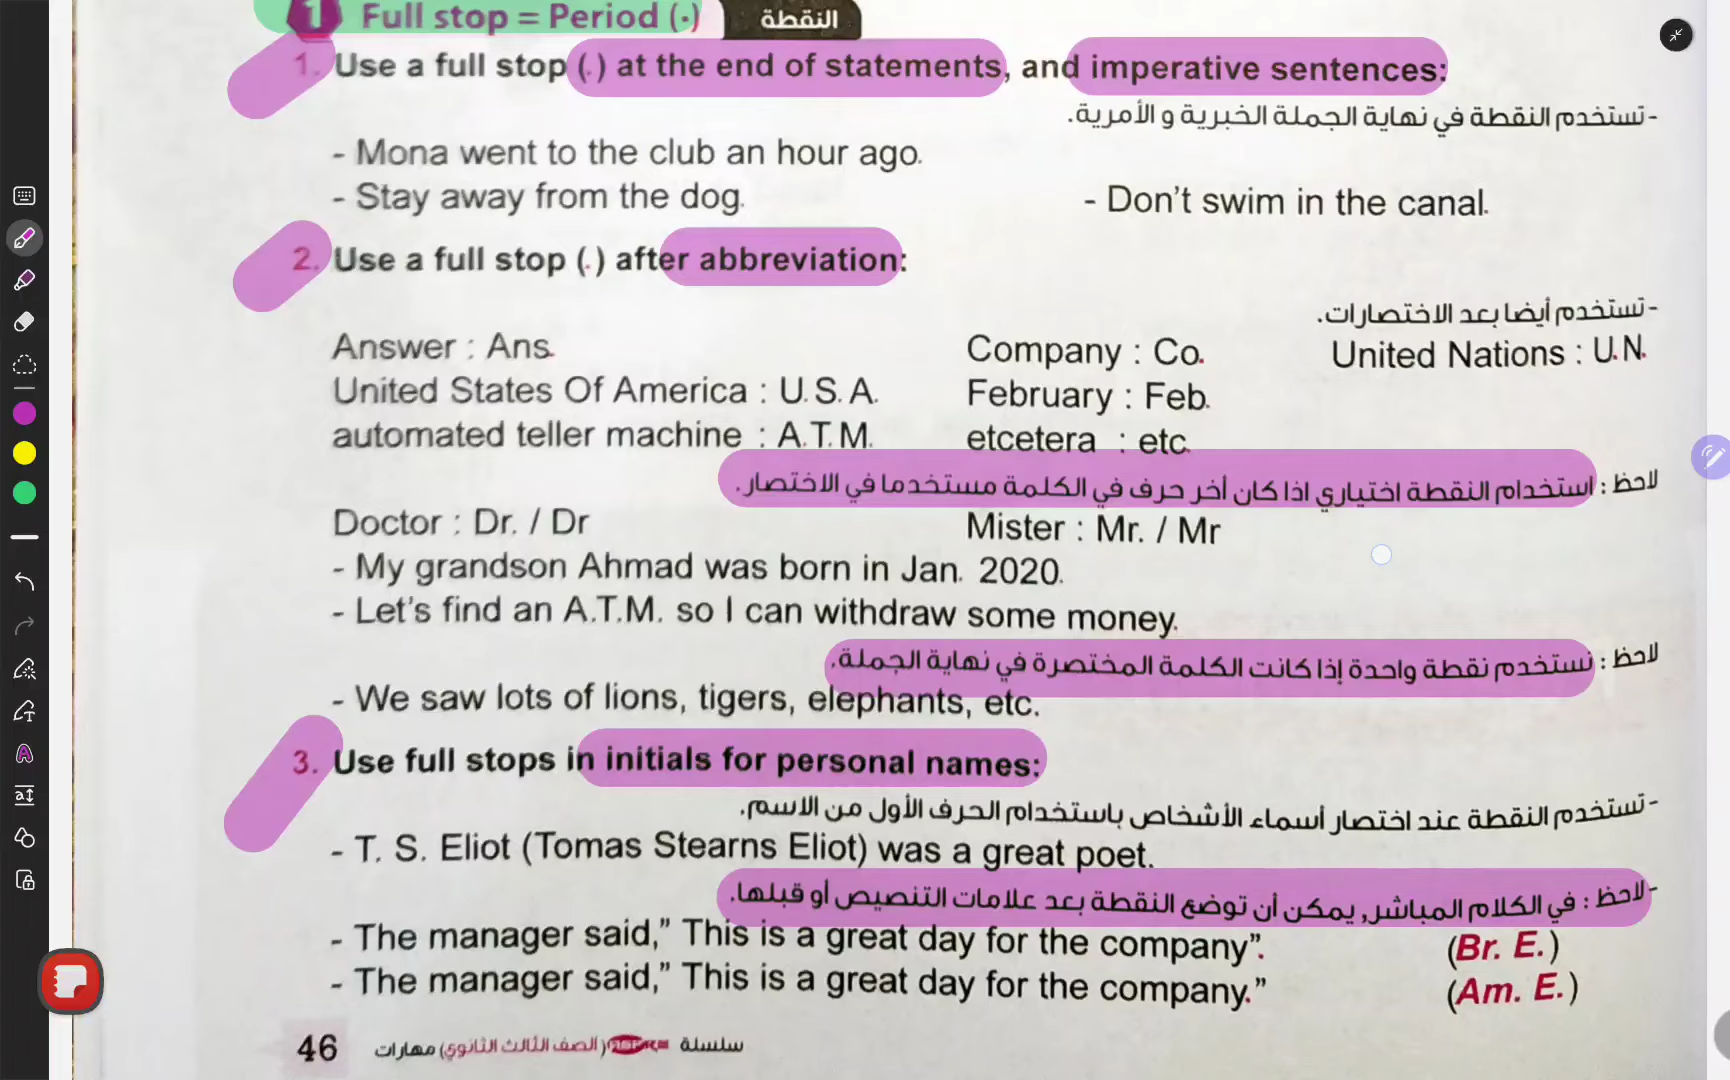 1 Full stop = Period (.) النقطة
1. Use a full stop (.) at the end of statements, and imperative sentences:
-تستخدم النقطة في نهاية الجملة الخبرية و الأمرية.
- Mona went to the club an hour ago.
- Stay away from the dog. - Don't swim in the canal.
2. Use a full stop (.) after abbreviation:
-تستخدم أيضا بعد الاختصارات.
Answer : Ans. Company : Co. United Nations : U.N.
United States Of America : U.S.A. February : Feb.
automated teller machine : A.T.M. etcetera : etc.
لاحظ : استخدام النقطة اختياري اذا كان أخر حرف في الكلمة مستخدما في الاختصار.
Doctor : Dr. / Dr Mister : Mr. / Mr
- My grandson Ahmad was born in Jan. 2020.
- Let's find an A.T.M. so I can withdraw some money.
لاحظ : نستخدم نقطة واحدة إذا كانت الكلمة المختصرة في نهاية الجملة.
- We saw lots of lions, tigers, elephants, etc.
3. Use full stops in initials for personal names:
-تستخدم النقطة عند اختصار أسماء الأشخاص باستخدام الحرف الأول من الاسم.
- T. S. Eliot (Tomas Stearns Eliot) was a great poet.
-لاحظ : في الكلام المباشر, يمكن أن توضع النقطة بعد علامات التنصيص أو قبلها.
- The manager said,” This is a great day for the company”. (Br. E.)
- The manager said,” This is a great day for the company.” (Am. E.)
46 سلسلة (الصف الثالث الثانوي) مهارات